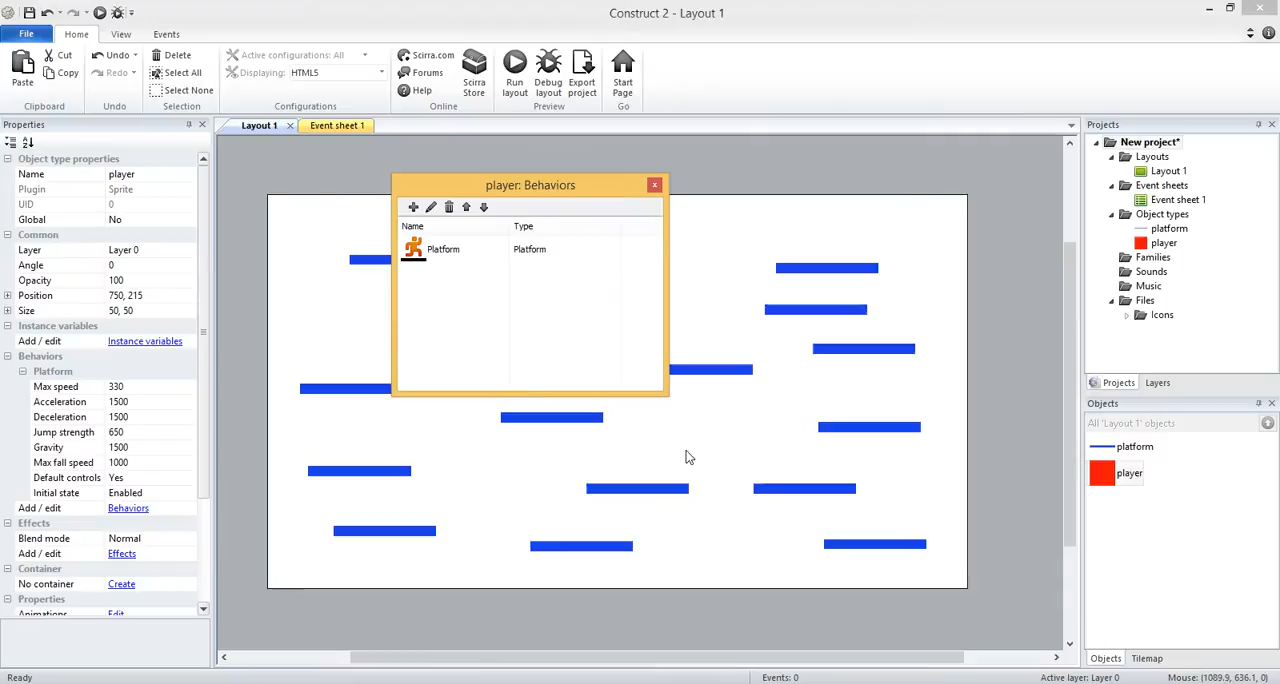 Construct 2 - Layout 1
File Home View Events
Paste
Cut
Copy
Clipboard
Undo
Redo
Undo
Delete
Select All
Select None
Selection
Active configurations: All
Displaying: HTML5
Configurations
Scirra.com
Forums
Help
Scirra Store
Online
Run layout
Debug layout
Export project
Preview
Start Page
Go
Properties
Object type properties
Name player
Plugin Sprite
UID 0
Global No
Common
Layer Layer 0
Angle 0
Opacity 100
Position 750, 215
Size 50, 50
Instance variables
Add / edit Instance variables
Behaviors
Platform
Max speed 330
Acceleration 1500
Deceleration 1500
Jump strength 650
Gravity 1500
Max fall speed 1000
Default controls Yes
Initial state Enabled
Add / edit Behaviors
Effects
Blend mode Normal
Add / edit Effects
Container
No container Create
Properties
Animations Edit
Layout 1 Event sheet 1
player: Behaviors
Name Type
Platform Platform
Projects
New project*
Layouts
Layout 1
Event sheets
Event sheet 1
Object types
platform
player
Families
Sounds
Music
Files
Icons
Projects Layers
Objects
All 'Layout 1' objects
platform
player
Objects Tilemap
Ready Events: 0 Active layer: Layer 0 Mouse: (1089.9, 636.1, 0)